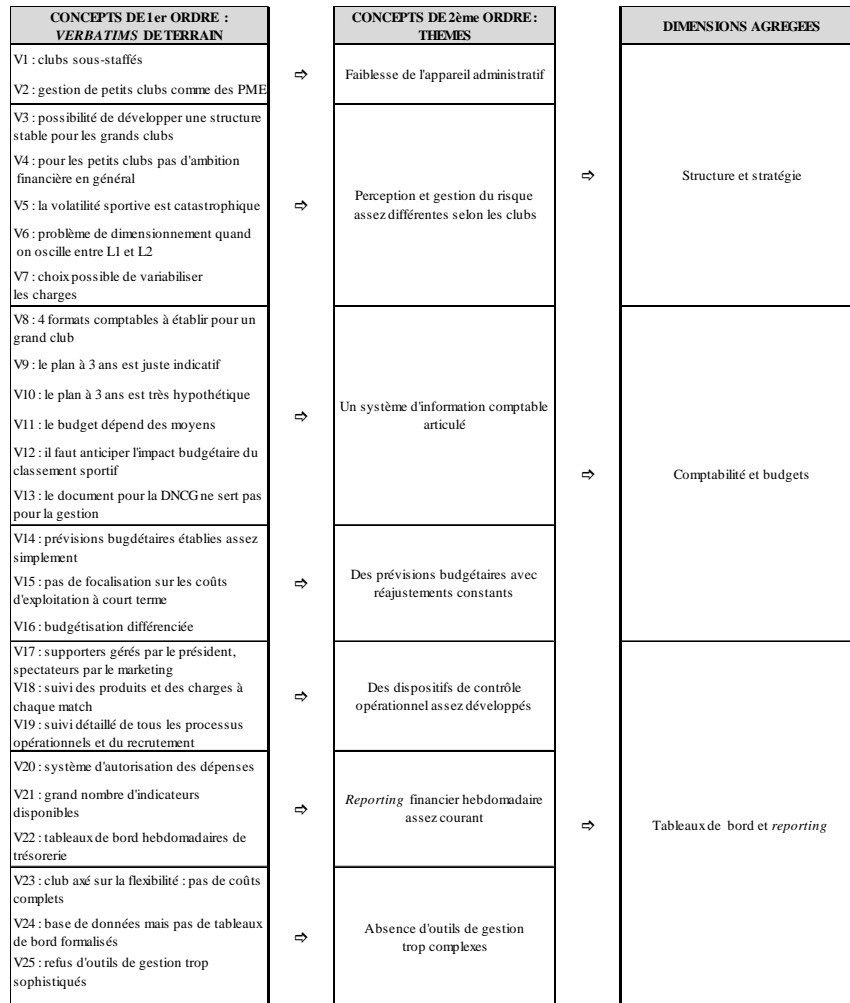 CONCEPTS DE 1er ORDRE :
VERBATIMS DE TERRAIN
CONCEPTS DE 2ème ORDRE :
THEMES
DIMENSIONS AGREGEES
V1 : clubs sous-staffés
V2 : gestion de petits clubs comme des PME
⇨
Faiblesse de l'appareil administratif
V3 : possibilité de développer une structure
stable pour les grands clubs
V4 : pour les petits clubs pas d'ambition
financière en général
V5 : la volatilité sportive est catastrophique
V6 : problème de dimensionnement quand
on oscille entre L1 et L2
V7 : choix possible de variabiliser
les charges
⇨
Perception et gestion du risque
assez différentes selon les clubs
⇨
Structure et stratégie
V8 : 4 formats comptables à établir pour un
grand club
V9 : le plan à 3 ans est juste indicatif
V10 : le plan à 3 ans est très hypothétique
V11 : le budget dépend des moyens
V12 : il faut anticiper l'impact budgétaire du
classement sportif
V13 : le document pour la DNCG ne sert pas
pour la gestion
⇨
Un système d'information comptable
articulé
V14 : prévisions bugdétaires établies assez
simplement
V15 : pas de focalisation sur les coûts
d'exploitation à court terme
V16 : budgétisation différenciée
⇨
Des prévisions budgétaires avec
réajustements constants
⇨
Comptabilité et budgets
V17 : supporters gérés par le président,
spectateurs par le marketing
V18 : suivi des produits et des charges à
chaque match
V19 : suivi détaillé de tous les processus
opérationnels et du recrutement
⇨
Des dispositifs de contrôle
opérationnel assez développés
V20 : système d'autorisation des dépenses
V21 : grand nombre d'indicateurs
disponibles
V22 : tableaux de bord hebdomadaires de
trésorerie
⇨
Reporting financier hebdomadaire
assez courant
V23 : club axé sur la flexibilité : pas de coûts
complets
V24 : base de données mais pas de tableaux
de bord formalisés
V25 : refus d'outils de gestion trop
sophistiqués
⇨
Absence d'outils de gestion
trop complexes
⇨
Tableaux de bord et reporting